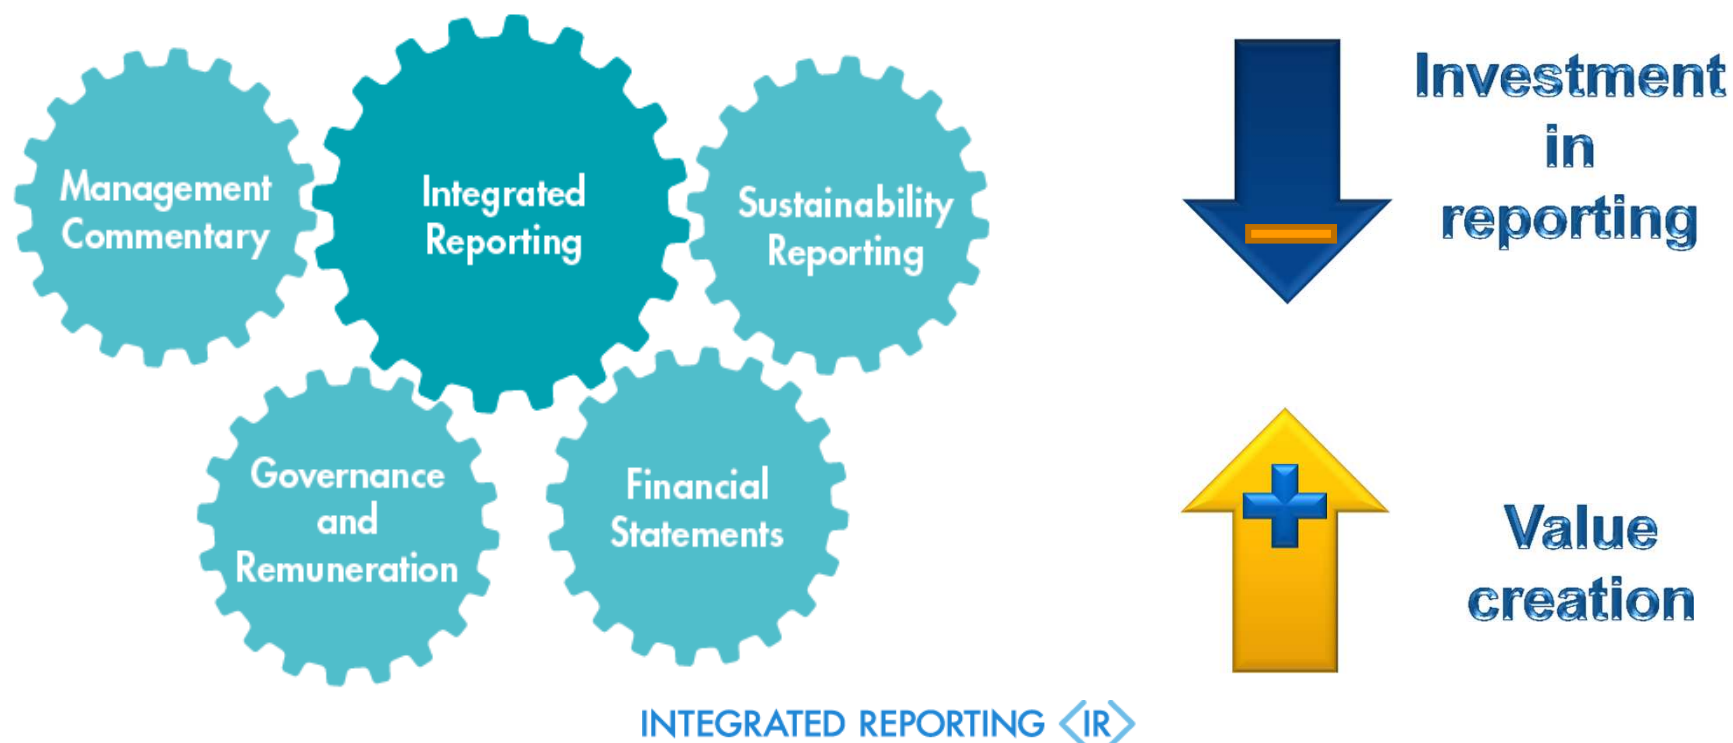 Management
Commentary
Integrated
Reporting
Sustainability
Reporting
Governance
and
Remuneration
Financial
Statements
Investment
in
reporting
Value
creation
INTEGRATED REPORTING <IR>